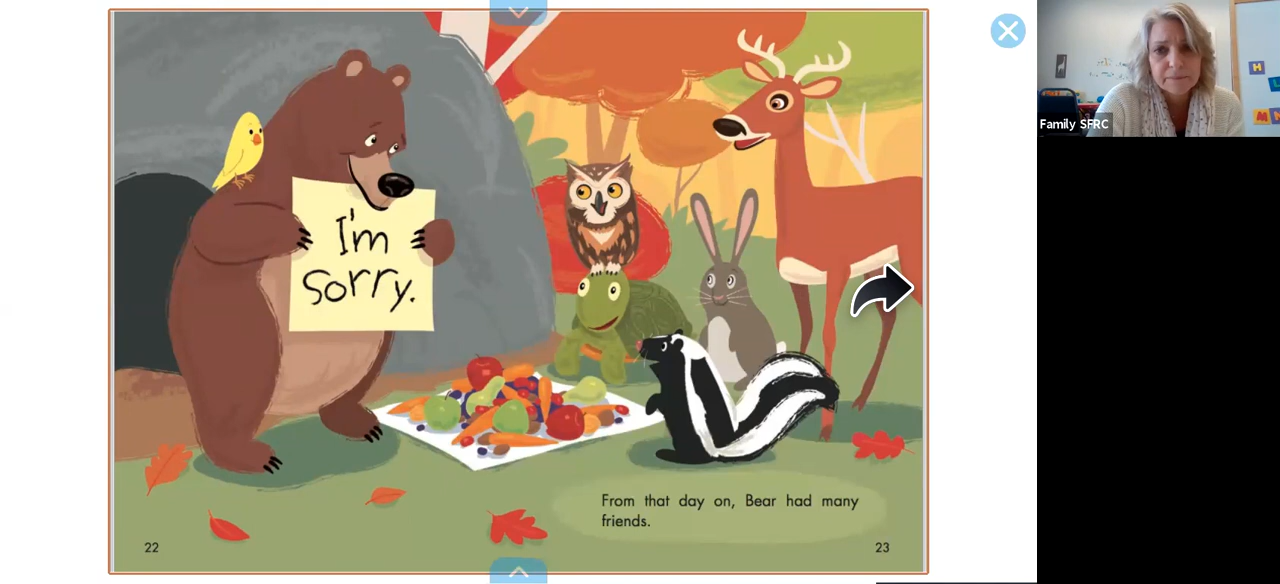 I'm
Sorry.
From that day on, Bear had many
friends.
22
23
Family SFRC
H